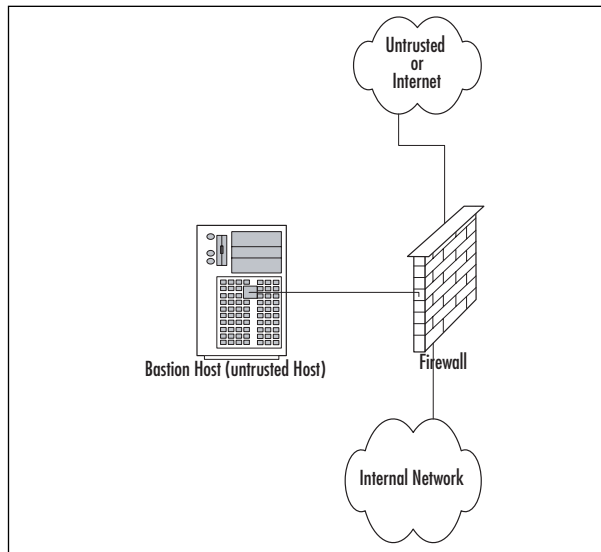 Untrusted
or
Internet
Bastion Host (untrusted Host)
Firewall
Internal Network